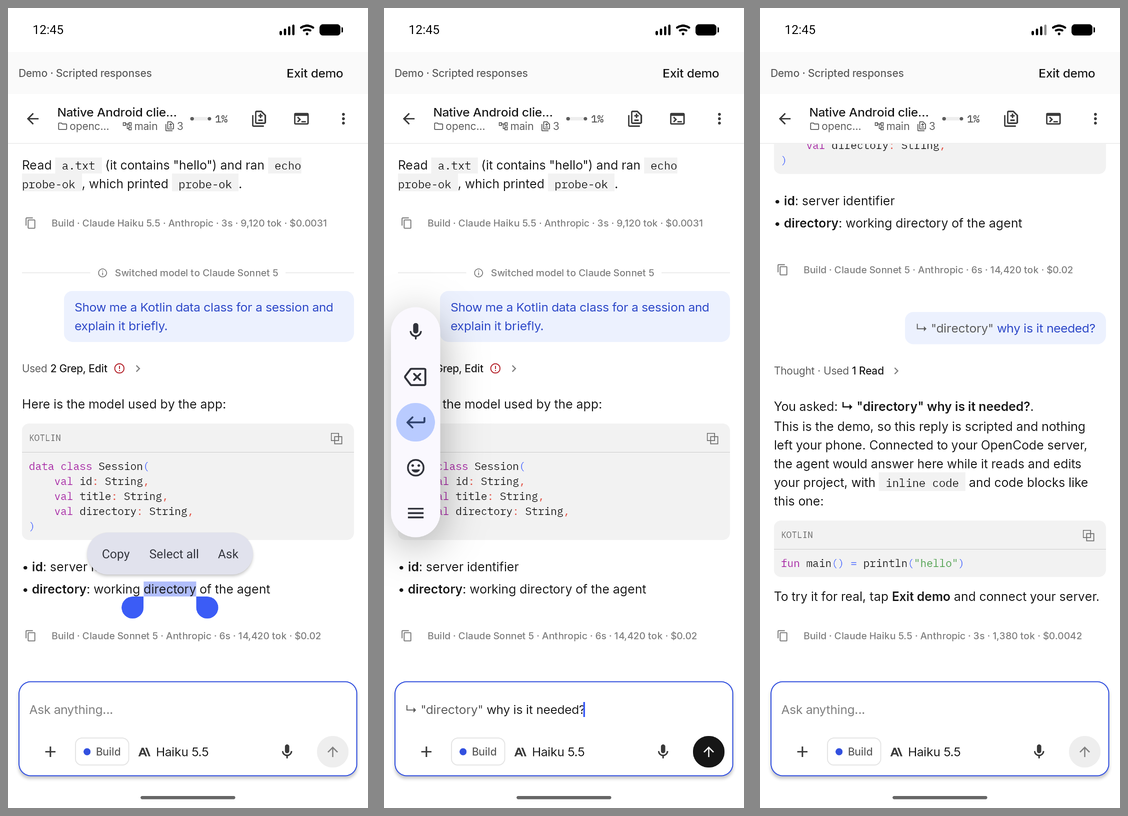 12:45
Demo · Scripted responses
Exit demo
Native Android clie...
openc... main 3
1%
Read a.txt (it contains "hello") and ran echo
probe-ok , which printed probe-ok .
Build · Claude Haiku 5.5 · Anthropic · 3s · 9,120 tok · $0.0031
Switched model to Claude Sonnet 5
Show me a Kotlin data class for a session and
explain it briefly.
Used 2 Grep, Edit
Here is the model used by the app:
KOTLIN
data class Session(
val id: String,
val title: String,
val directory: String,
)
Copy Select all Ask
• id: server
• directory: working directory of the agent
Build · Claude Sonnet 5 · Anthropic · 6s · 14,420 tok · $0.02
Ask anything...
Build
Haiku 5.5
12:45
Demo · Scripted responses
Exit demo
Native Android clie...
openc... main 3
1%
Read a.txt (it contains "hello") and ran echo
probe-ok , which printed probe-ok .
Build · Claude Haiku 5.5 · Anthropic · 3s · 9,120 tok · $0.0031
Switched model to Claude Sonnet 5
Show me a Kotlin data class for a session and
explain it briefly.
Grep, Edit
the model used by the app:
class Session(
id: String,
title: String,
directory: String,
• id: server identifier
• directory: working directory of the agent
Build · Claude Sonnet 5 · Anthropic · 6s · 14,420 tok · $0.02
↳ "directory" why is it needed?
Build
Haiku 5.5
12:45
Demo · Scripted responses
Exit demo
Native Android clie...
openc... main 3
1%
val directory: String,
)
• id: server identifier
• directory: working directory of the agent
Build · Claude Sonnet 5 · Anthropic · 6s · 14,420 tok · $0.02
↳ "directory" why is it needed?
Thought · Used 1 Read
You asked: ↳ "directory" why is it needed?.
This is the demo, so this reply is scripted and nothing
left your phone. Connected to your OpenCode server,
the agent would answer here while it reads and edits
your project, with inline code and code blocks like
this one:
KOTLIN
fun main() = println("hello")
To try it for real, tap Exit demo and connect your server.
Build · Claude Haiku 5.5 · Anthropic · 3s · 1,380 tok · $0.0042
Ask anything...
Build
Haiku 5.5